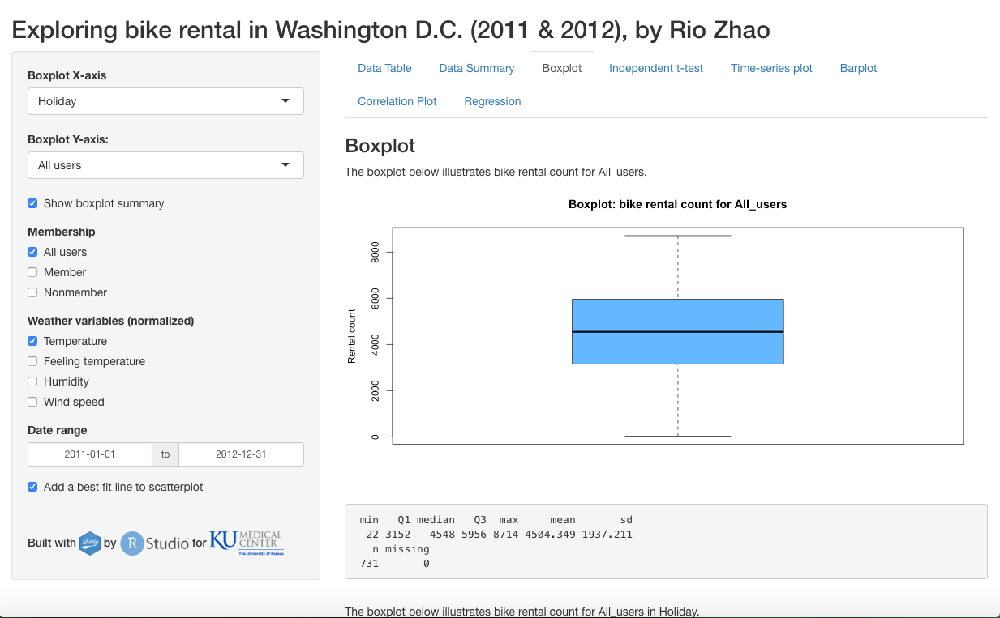 Exploring bike rental in Washington D.C. (2011 & 2012), by Rio Zhao
Boxplot X-axis
Holiday
Boxplot Y-axis:
All users
Show boxplot summary
Membership
All users
Member
Nonmember
Weather variables (normalized)
Temperature
Feeling temperature
Humidity
Wind speed
Date range
2011-01-01 to 2012-12-31
Add a best fit line to scatterplot
Built with Shiny by R Studio for KU MEDICAL CENTER
The University of Kansas
Data Table Data Summary Boxplot Independent t-test Time-series plot Barplot
Correlation Plot Regression
Boxplot
The boxplot below illustrates bike rental count for All_users.
Boxplot: bike rental count for All_users
Rental count
8000
6000
4000
2000
0
min Q1 median Q3 max mean sd
22 3152 4548 5956 8714 4504.349 1937.211
n missing
731 0
The boxplot below illustrates bike rental count for All_users in Holiday.